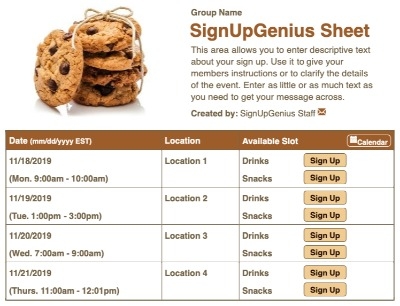 Group Name
SignUpGenius Sheet
This area allows you to enter descriptive text
about your sign up. Use it to give your
members instructions or to clarify the details
of the event. Enter as little or as much text as
you need to get your message across.
Created by: SignUpGenius Staff
Date (mm/dd/yyyy EST) Location Available Slot Calendar
11/18/2019 Location 1 Drinks Sign Up
(Mon. 9:00am - 10:00am) Snacks Sign Up
11/19/2019 Location 2 Drinks Sign Up
(Tue. 1:00pm - 3:00pm) Snacks Sign Up
11/20/2019 Location 3 Drinks Sign Up
(Wed. 7:00am - 9:00am) Snacks Sign Up
11/21/2019 Location 4 Drinks Sign Up
(Thurs. 11:00am - 12:01pm) Snacks Sign Up